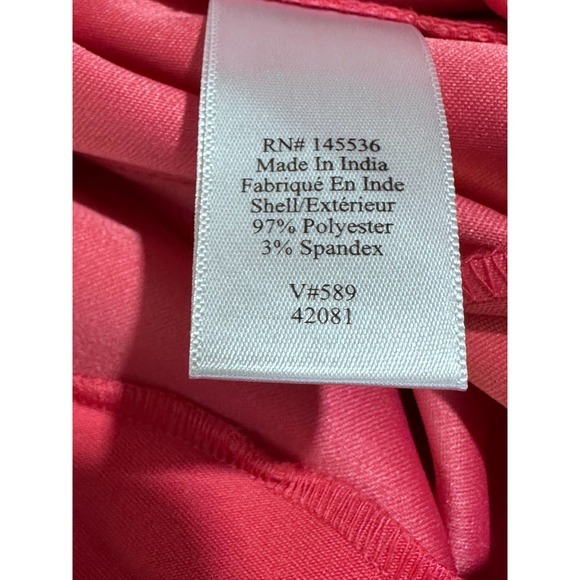 RN# 145536
Made In India
Fabriqué En Inde
Shell/Extérieur
97% Polyester
3% Spandex
V#589
42081